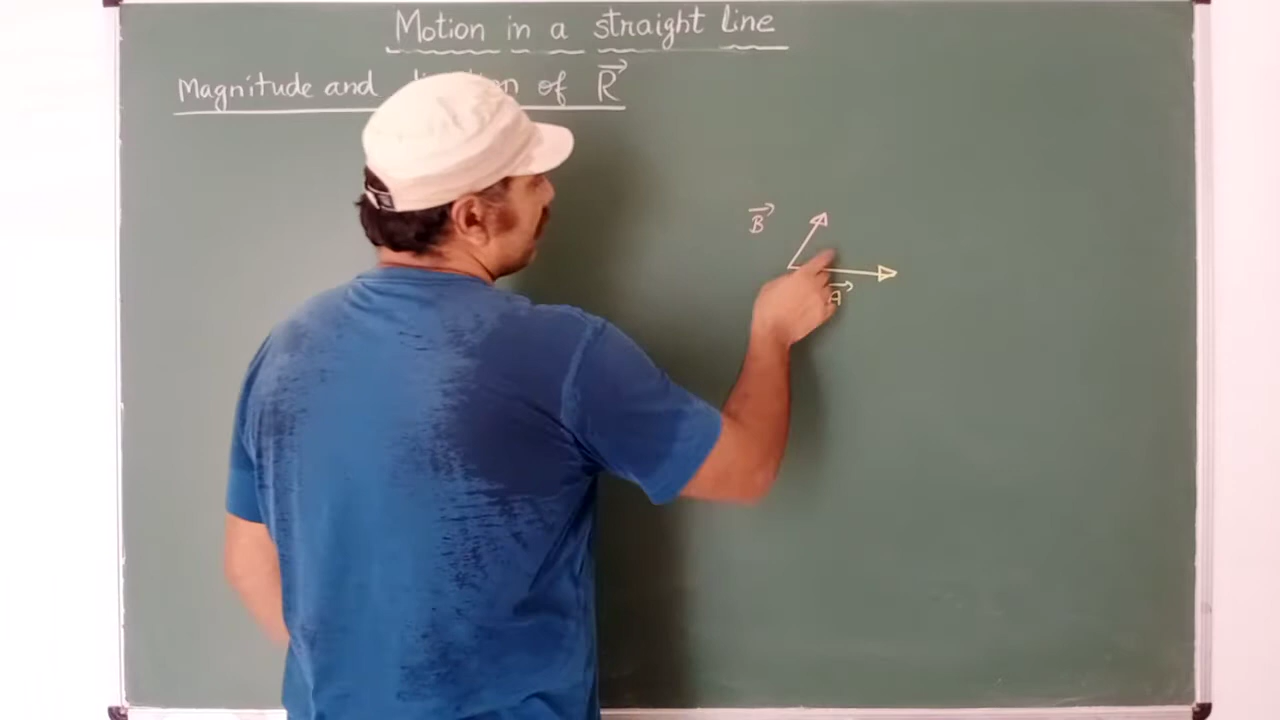 Motion in a straight line
Magnitude and of R⃗
B⃗
A⃗